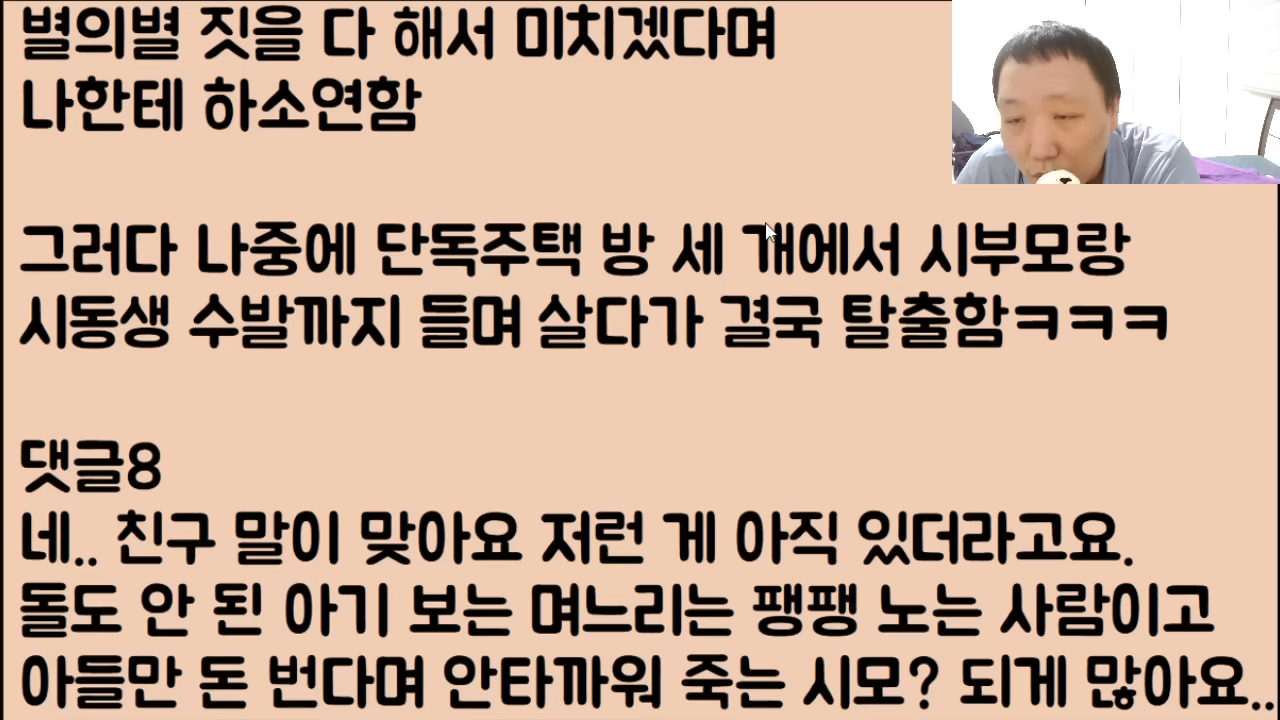 별의별 짓을 다 해서 미치겠다며
나한테 하소연함
그러다 나중에 단독주택 방 세 개에서 시부모랑
시동생 수발까지 들며 살다가 결국 탈출함ㅋㅋㅋ
댓글8
네.. 친구 말이 맞아요 저런 게 아직 있더라고요.
돌도 안 된 아기 보는 며느리는 팽팽 노는 사람이고
아들만 돈 번다며 안타까워 죽는 시모? 되게 많아요..